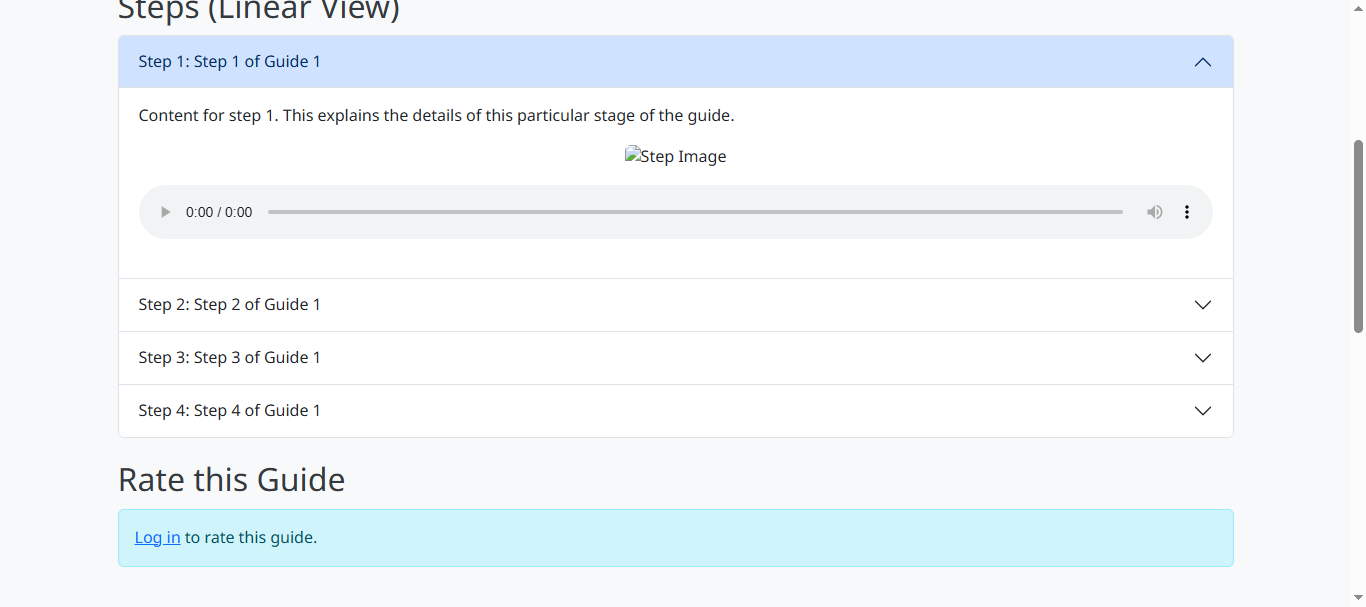 Steps (Linear View)
Step 1: Step 1 of Guide 1
Content for step 1. This explains the details of this particular stage of the guide.
Step Image
0:00 / 0:00
Step 2: Step 2 of Guide 1
Step 3: Step 3 of Guide 1
Step 4: Step 4 of Guide 1
Rate this Guide
Log in to rate this guide.